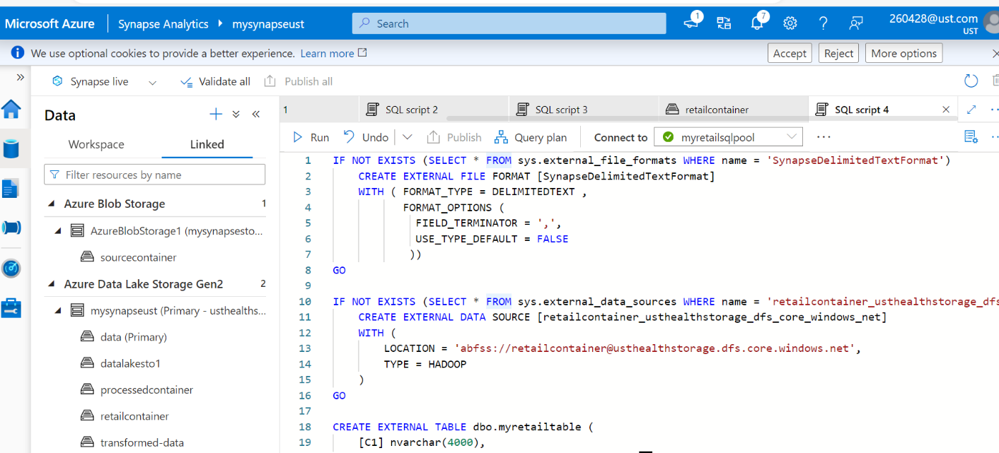 Microsoft Azure
Synapse Analytics
mysynapseust
Search
1
7
?
260428@ust.com
UST
We use optional cookies to provide a better experience. Learn more
Accept
Reject
More options
Synapse live
Validate all
Publish all
Data
Workspace
Linked
Filter resources by name
Azure Blob Storage 1
AzureBlobStorage1 (mysynapsesto...
sourcecontainer
Azure Data Lake Storage Gen2 2
mysynapseust (Primary - usthealths...
data (Primary)
datalakesto1
processedcontainer
retailcontainer
transformed-data
1
SQL script 2
SQL script 3
retailcontainer
SQL script 4
Run
Undo
Publish
Query plan
Connect to
myretailsqlpool
1 IF NOT EXISTS (SELECT * FROM sys.external_file_formats WHERE name = 'SynapseDelimitedTextFormat')
2 CREATE EXTERNAL FILE FORMAT [SynapseDelimitedTextFormat]
3 WITH ( FORMAT_TYPE = DELIMITEDTEXT ,
4 FORMAT_OPTIONS (
5 FIELD_TERMINATOR = ',',
6 USE_TYPE_DEFAULT = FALSE
7 ))
8 GO
9
10 IF NOT EXISTS (SELECT * FROM sys.external_data_sources WHERE name = 'retailcontainer_usthealthstorage_dfs
11 CREATE EXTERNAL DATA SOURCE [retailcontainer_usthealthstorage_dfs_core_windows_net]
12 WITH (
13 LOCATION = 'abfss://retailcontainer@usthealthstorage.dfs.core.windows.net',
14 TYPE = HADOOP
15 )
16 GO
17
18 CREATE EXTERNAL TABLE dbo.myretailtable (
19 [C1] nvarchar(4000),